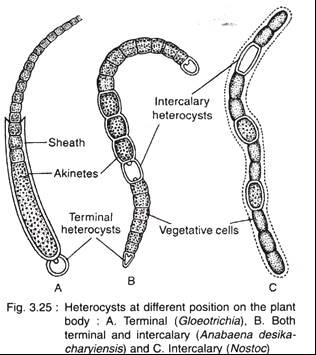 Intercalary
heterocysts
Sheath
Akinetes
Terminal
heterocysts
Vegetative cells
A
B
C
Fig. 3.25 : Heterocysts at different position on the plant
body : A. Terminal (Gloeotrichia), B. Both
terminal and intercalary (Anabaena desika-
charyiensis) and C. Intercalary (Nostoc)